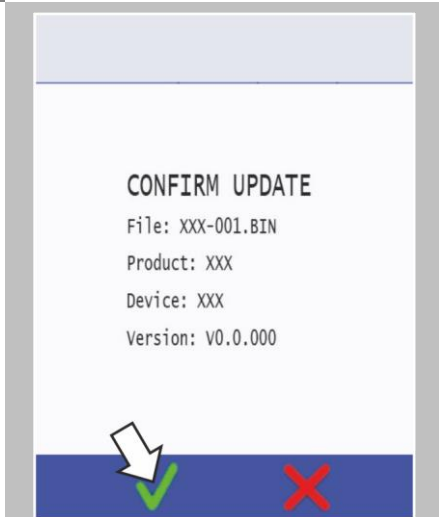 CONFIRM UPDATE
File: XXX-001.BIN
Product: XXX
Device: XXX
Version: V0.0.000